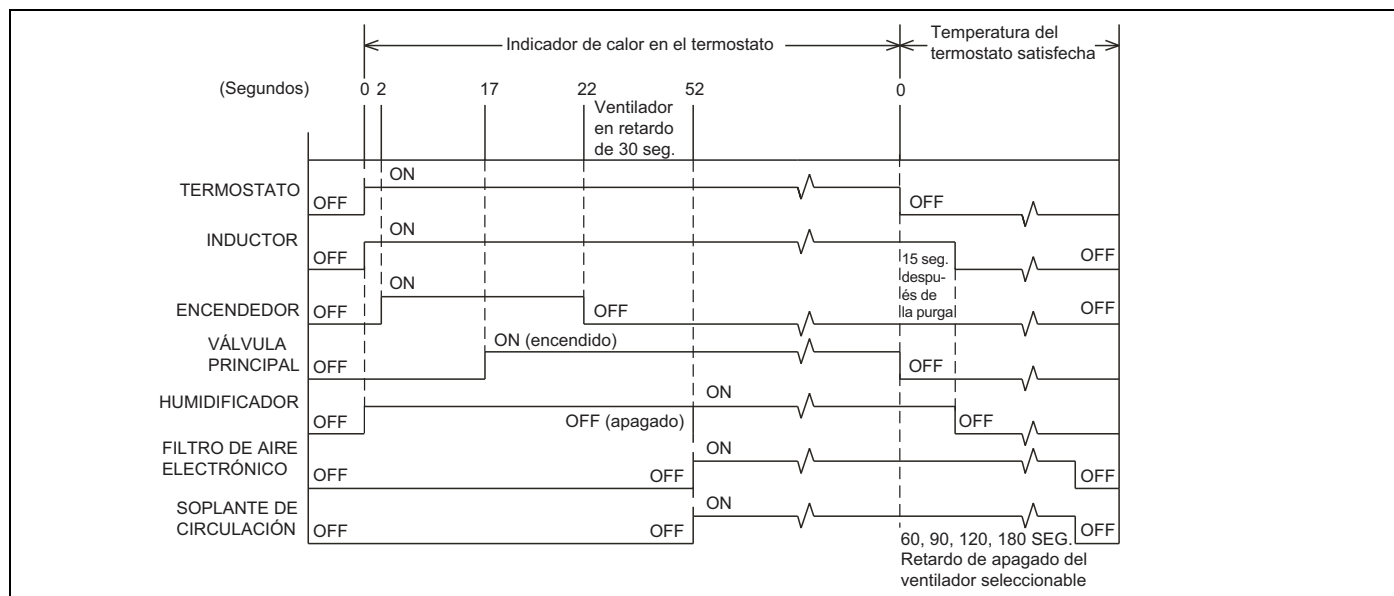 Indicador de calor en el termostato
Temperatura del
termostato satisfecha
(Segundos) 0 2 17 22 52 0
Ventilador
en retardo
de 30 seg.
TERMOSTATO OFF ON OFF
INDUCTOR OFF ON OFF
15 seg.
despu-
és de
la purga
ENCENDEDOR OFF ON OFF OFF
VÁLVULA
PRINCIPAL OFF ON (encendido) OFF
HUMIDIFICADOR OFF OFF (apagado) ON OFF
FILTRO DE AIRE
ELECTRÓNICO OFF OFF ON OFF
SOPLANTE DE
CIRCULACIÓN OFF OFF ON OFF
60, 90, 120, 180 SEG.
Retardo de apagado del
ventilador seleccionable